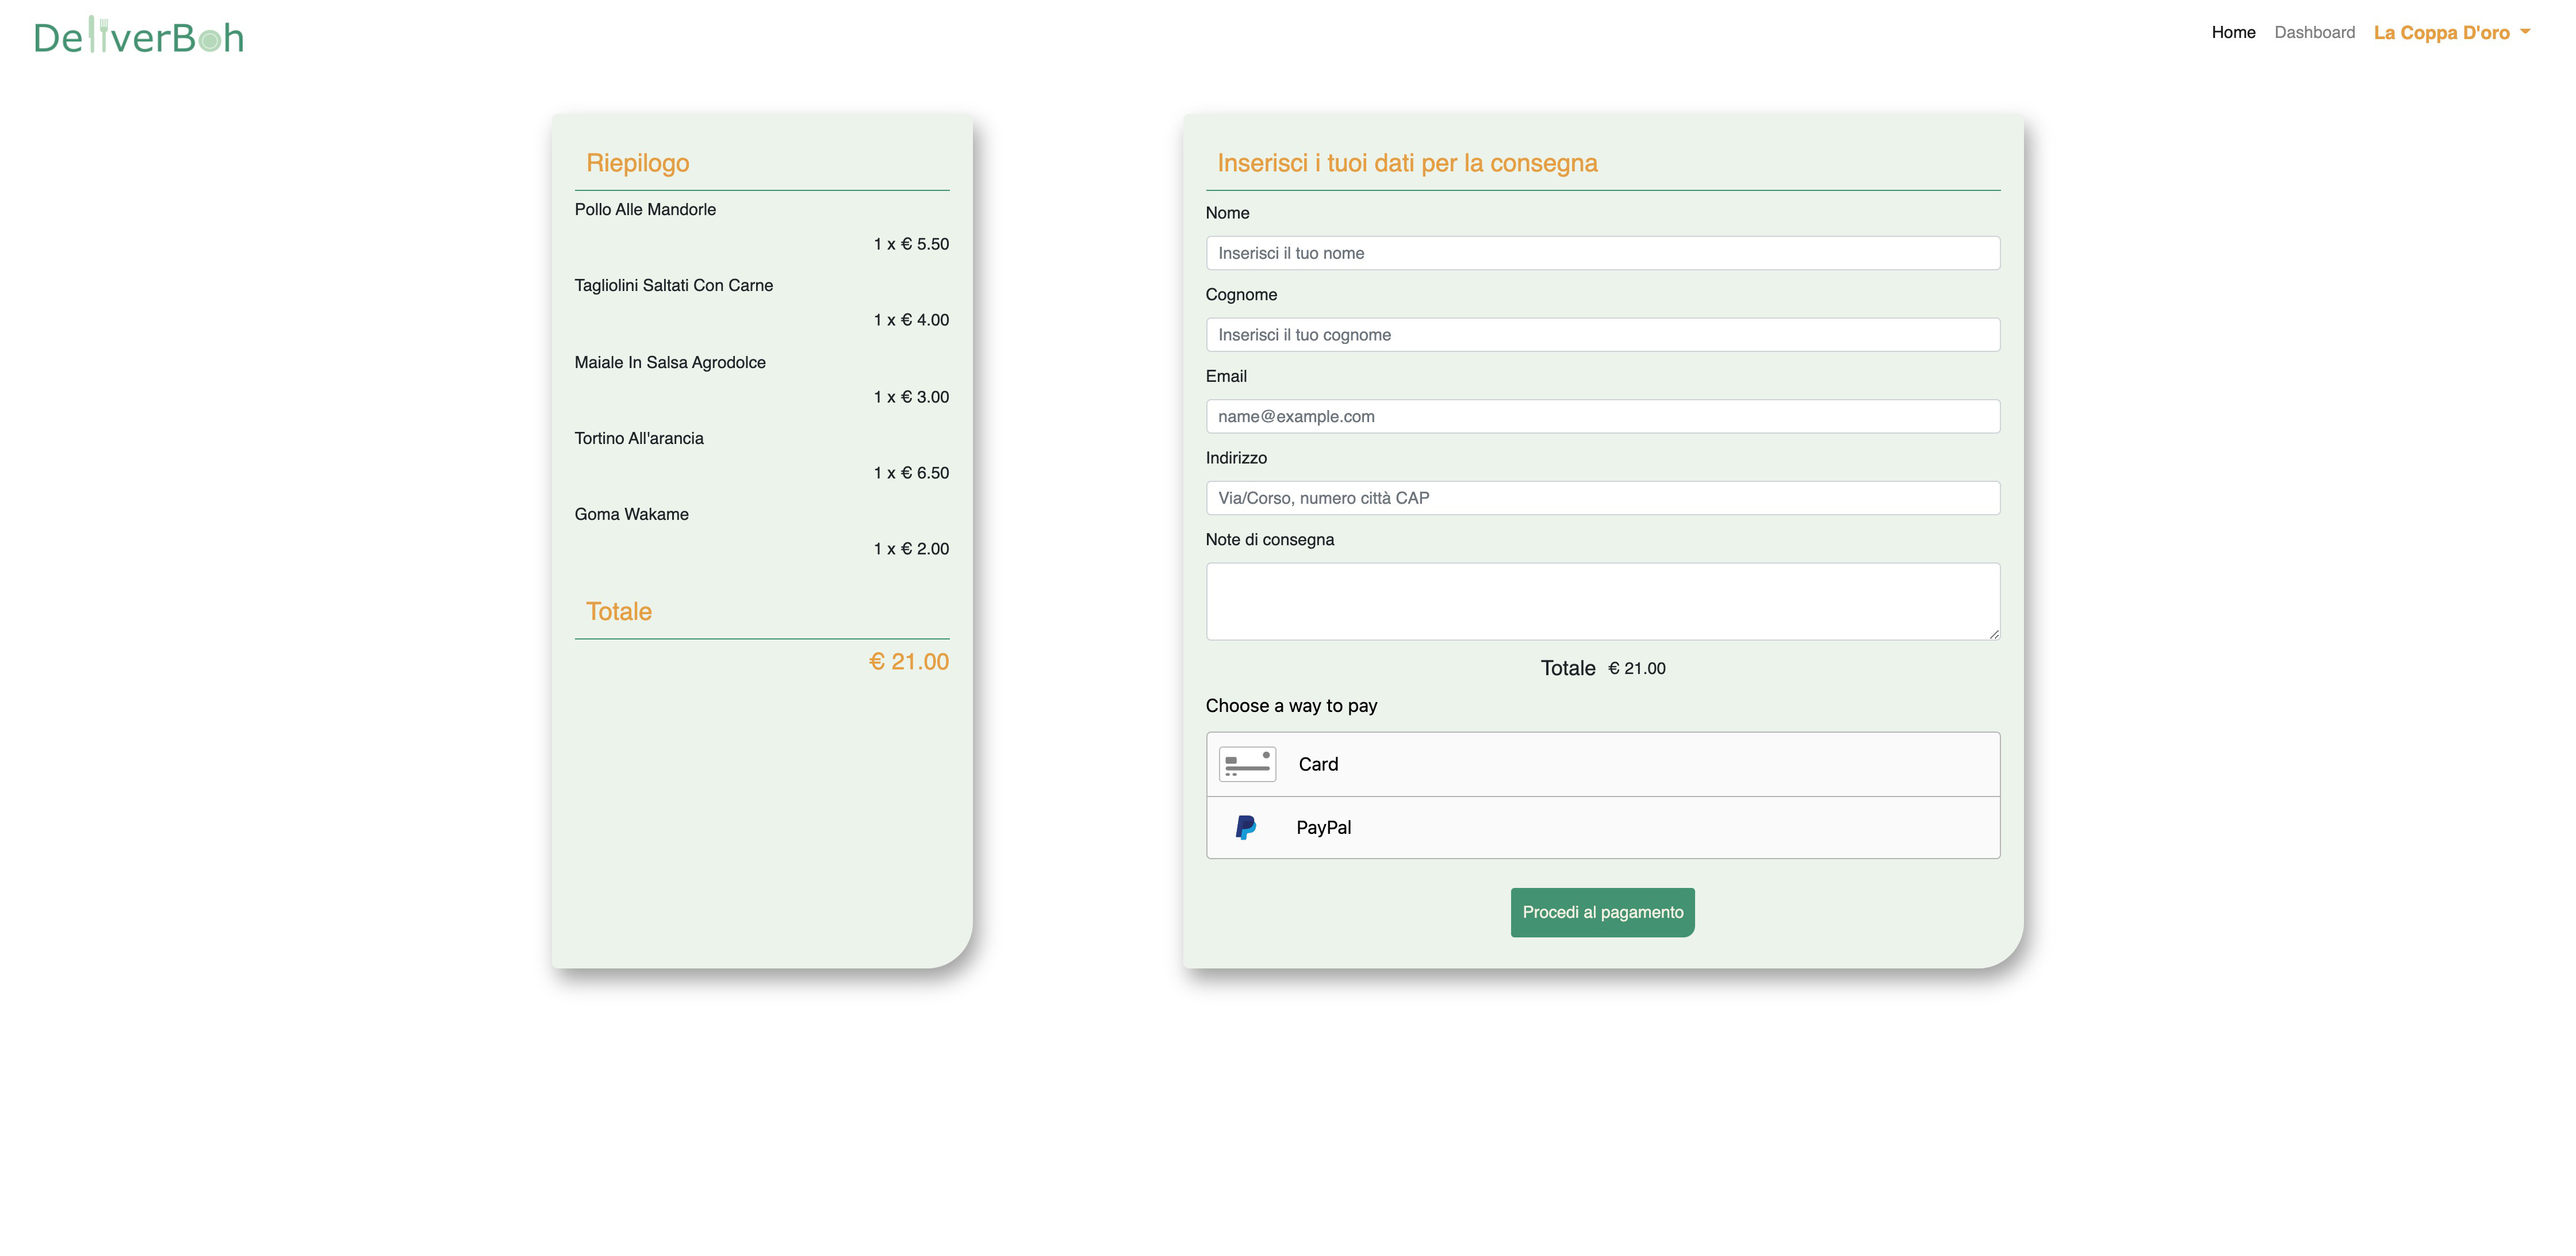 DeliverBoh
Home Dashboard La Coppa D'oro
Riepilogo
Pollo Alle Mandorle
1 x € 5.50
Tagliolini Saltati Con Carne
1 x € 4.00
Maiale In Salsa Agrodolce
1 x € 3.00
Tortino All'arancia
1 x € 6.50
Goma Wakame
1 x € 2.00
Totale
€ 21.00
Inserisci i tuoi dati per la consegna
Nome
Inserisci il tuo nome
Cognome
Inserisci il tuo cognome
Email
name@example.com
Indirizzo
Via/Corso, numero città CAP
Note di consegna
Totale € 21.00
Choose a way to pay
Card
PayPal
Procedi al pagamento